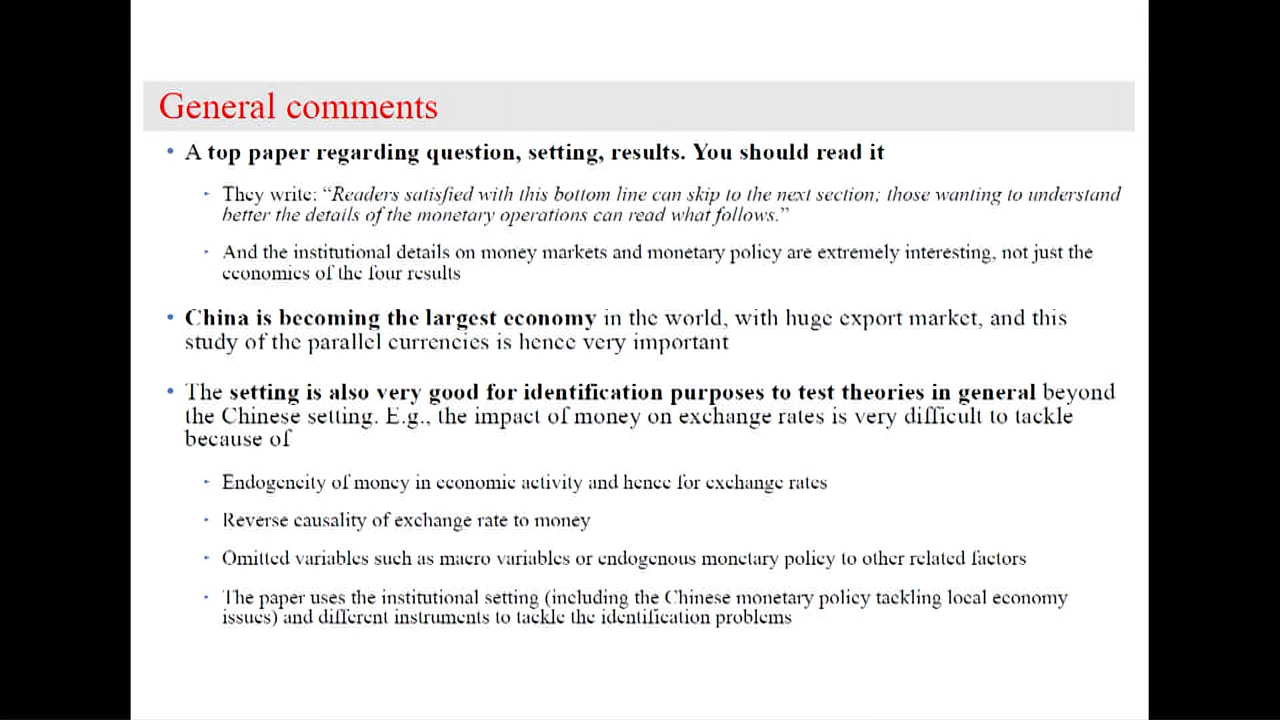 General comments
• A top paper regarding question, setting, results. You should read it
- They write: “Readers satisfied with this bottom line can skip to the next section; those wanting to understand
better the details of the monetary operations can read what follows.”
- And the institutional details on money markets and monetary policy are extremely interesting, not just the
economics of the four results
• China is becoming the largest economy in the world, with huge export market, and this
study of the parallel currencies is hence very important
• The setting is also very good for identification purposes to test theories in general beyond
the Chinese setting. E.g., the impact of money on exchange rates is very difficult to tackle
because of
- Endogeneity of money in economic activity and hence for exchange rates
- Reverse causality of exchange rate to money
- Omitted variables such as macro variables or endogenous monetary policy to other related factors
- The paper uses the institutional setting (including the Chinese monetary policy tackling local economy
issues) and different instruments to tackle the identification problems